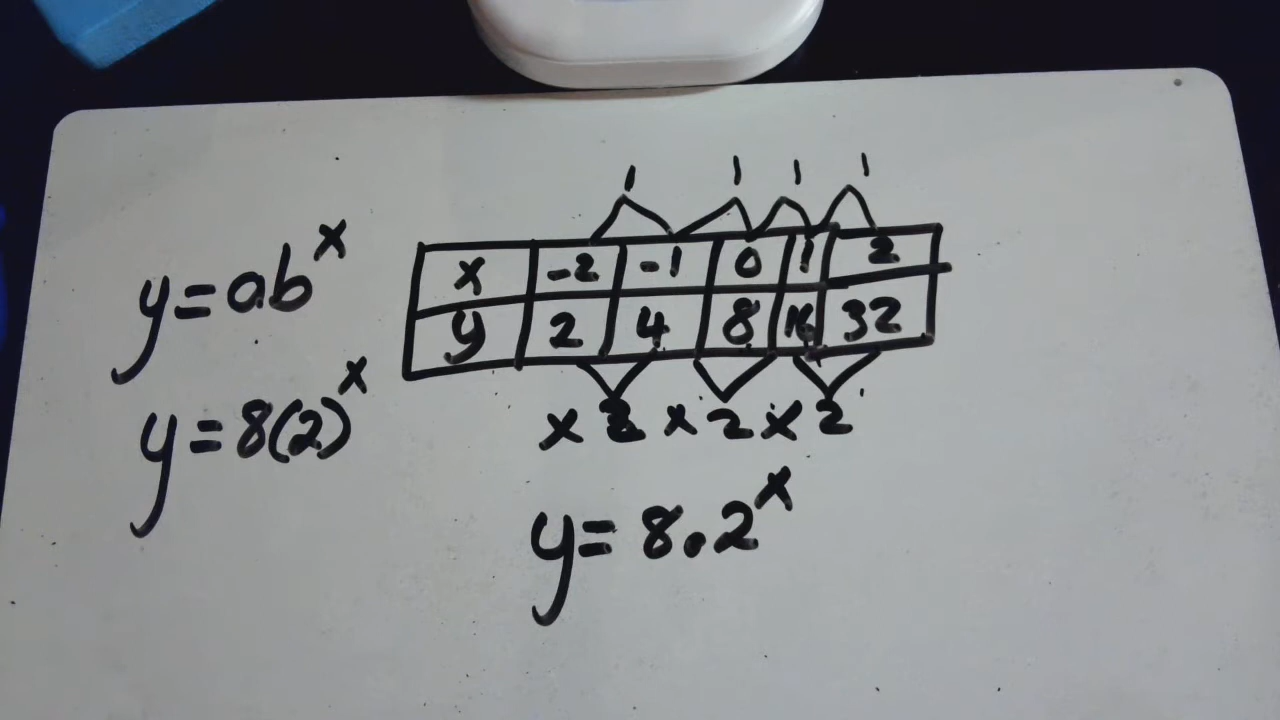 1 1 1 1
x -2 -1 0 1 2
y 2 4 8 16 32
x 2 x 2 x 2
y = ab^x
y = 8(2)^x
y = 8.2^x